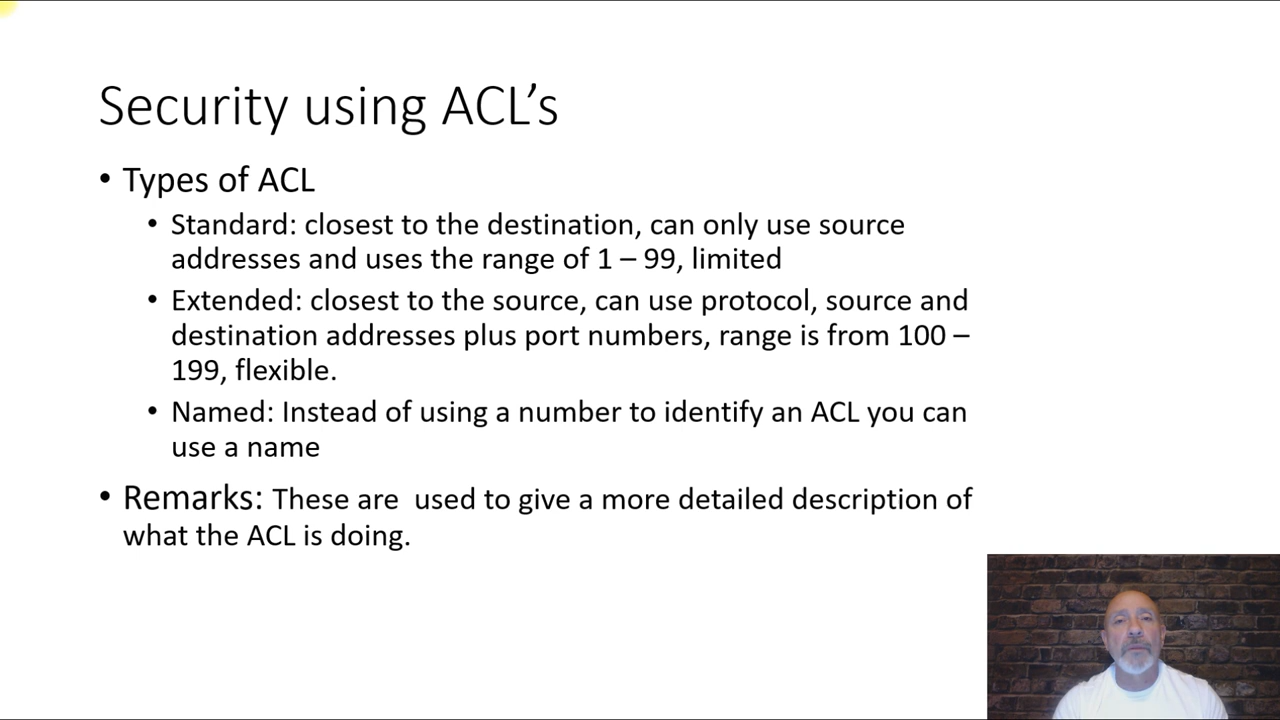 Security using ACL’s
• Types of ACL
• Standard: closest to the destination, can only use source
addresses and uses the range of 1 – 99, limited
• Extended: closest to the source, can use protocol, source and
destination addresses plus port numbers, range is from 100 –
199, flexible.
• Named: Instead of using a number to identify an ACL you can
use a name
• Remarks: These are  used to give a more detailed description of
what the ACL is doing.